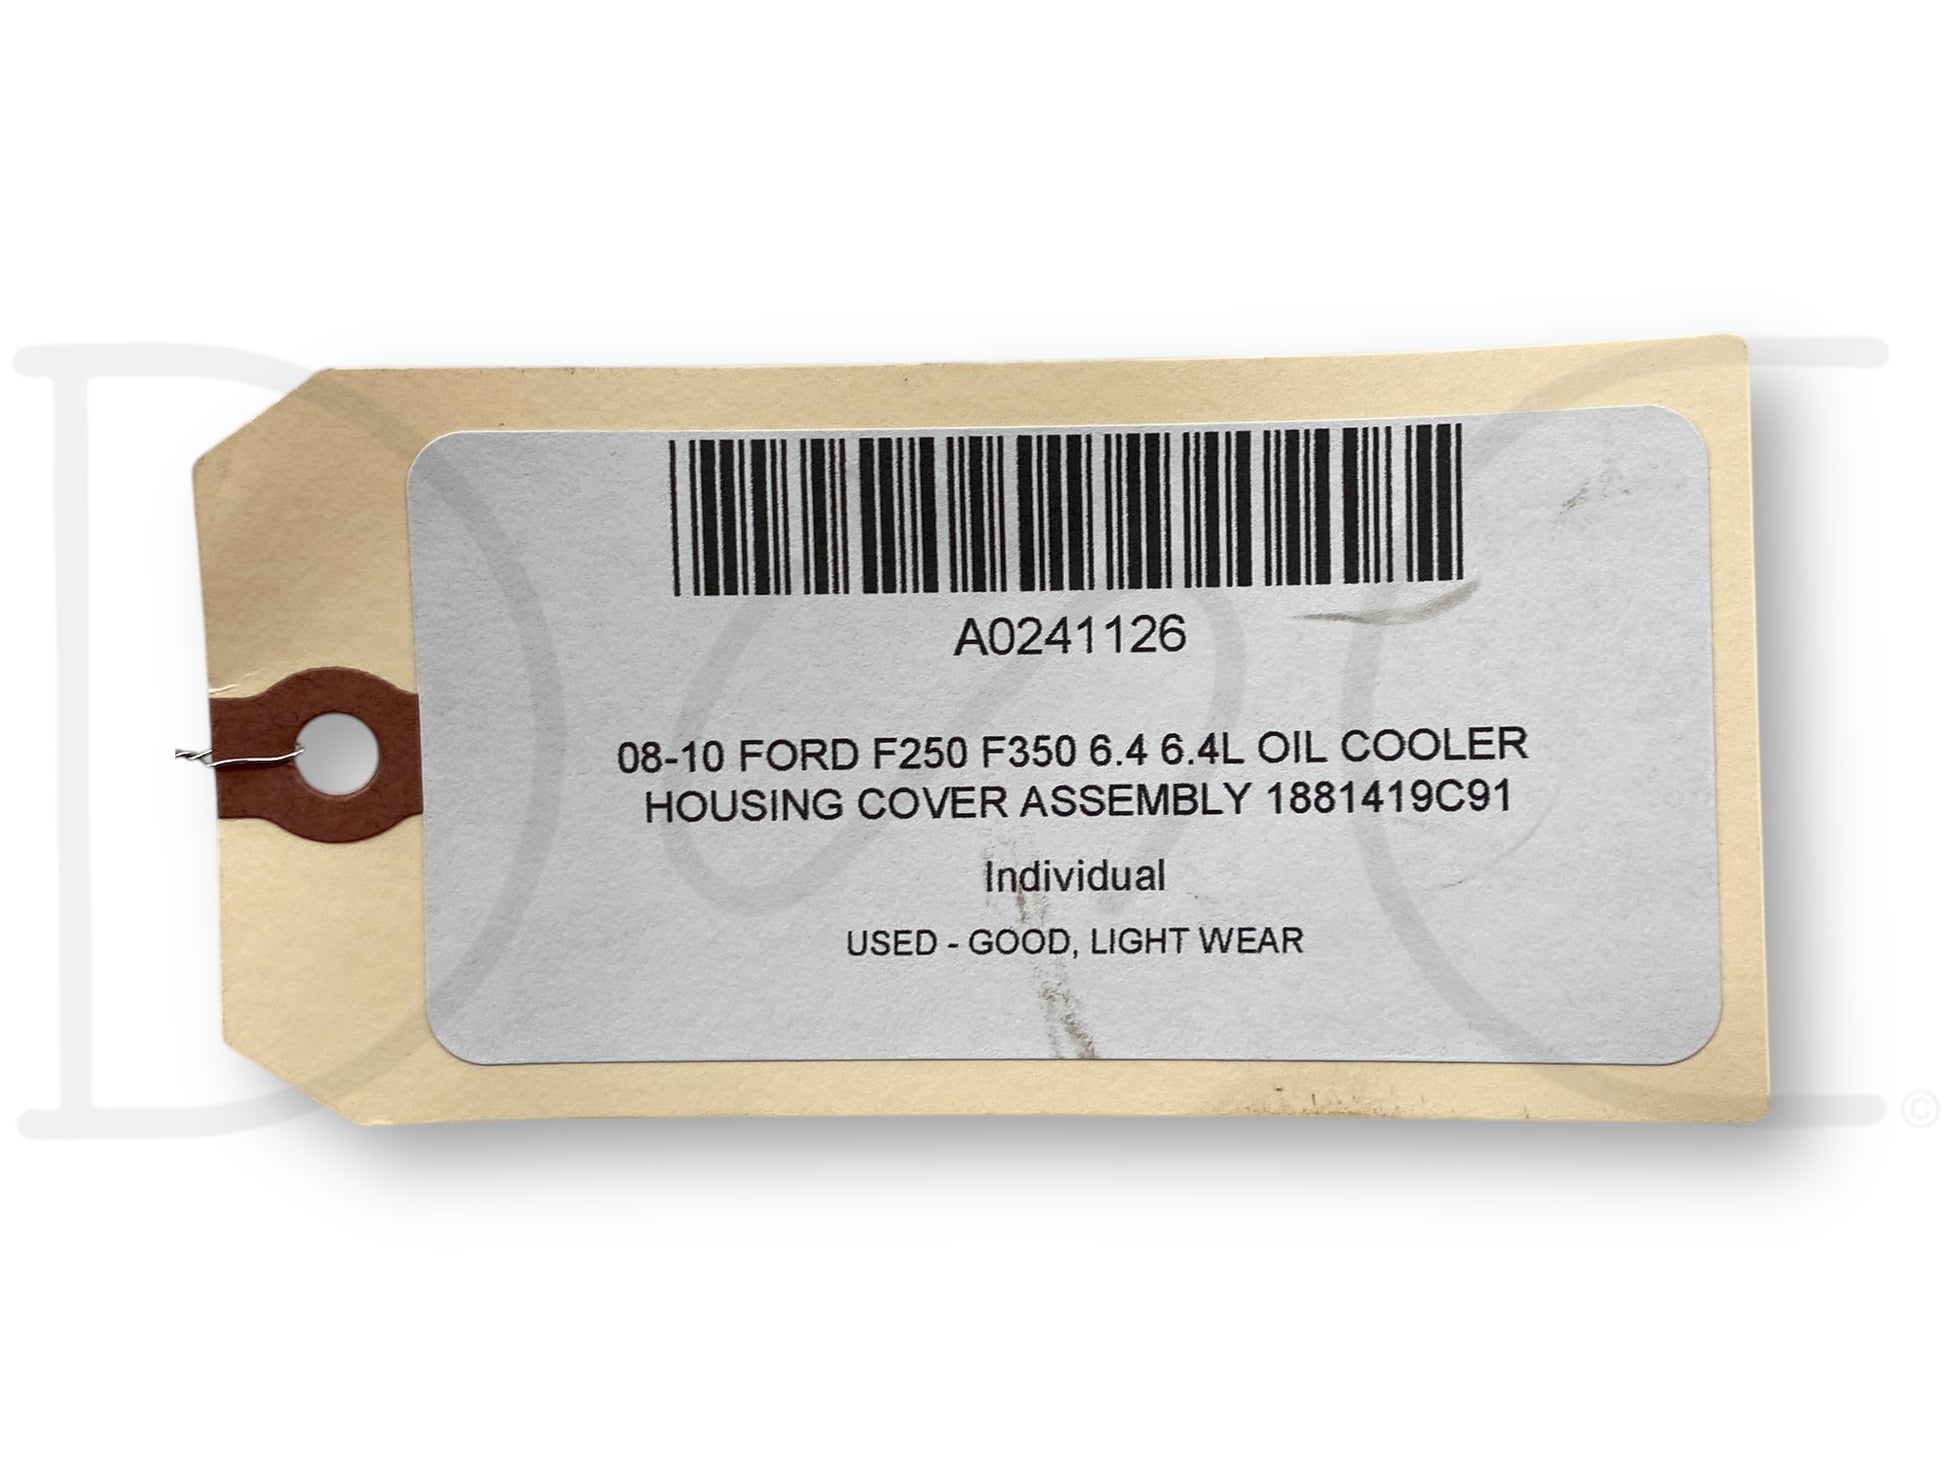 A0241126
08-10 FORD F250 F350 6.4 6.4L OIL COOLER
HOUSING COVER ASSEMBLY 1881419C91
Individual
USED - GOOD, LIGHT WEAR
©